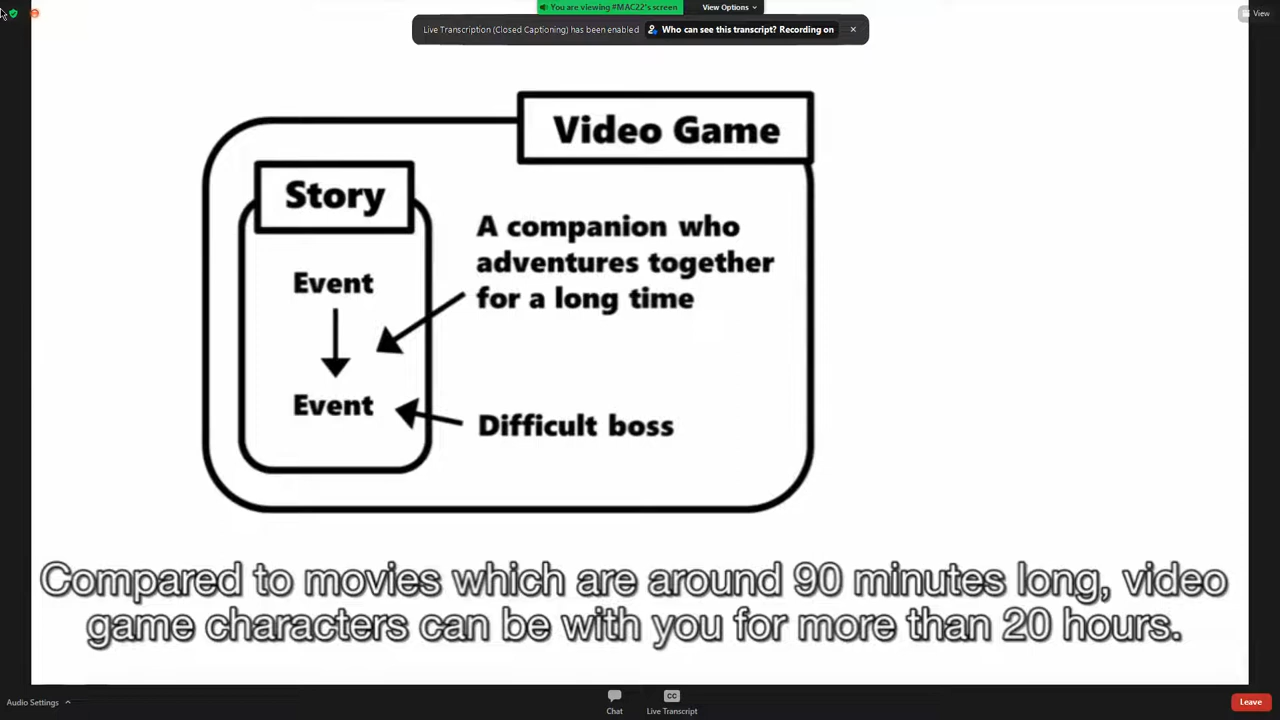 You are viewing #MAC22's screen
View Options
View
Live Transcription (Closed Captioning) has been enabled
Who can see this transcript? Recording on
Video Game
Story
A companion who
adventures together
for a long time
Event
Event
Difficult boss
Compared to movies which are around 90 minutes long, video
game characters can be with you for more than 20 hours.
Audio Settings
CC
Chat
Live Transcript
Leave